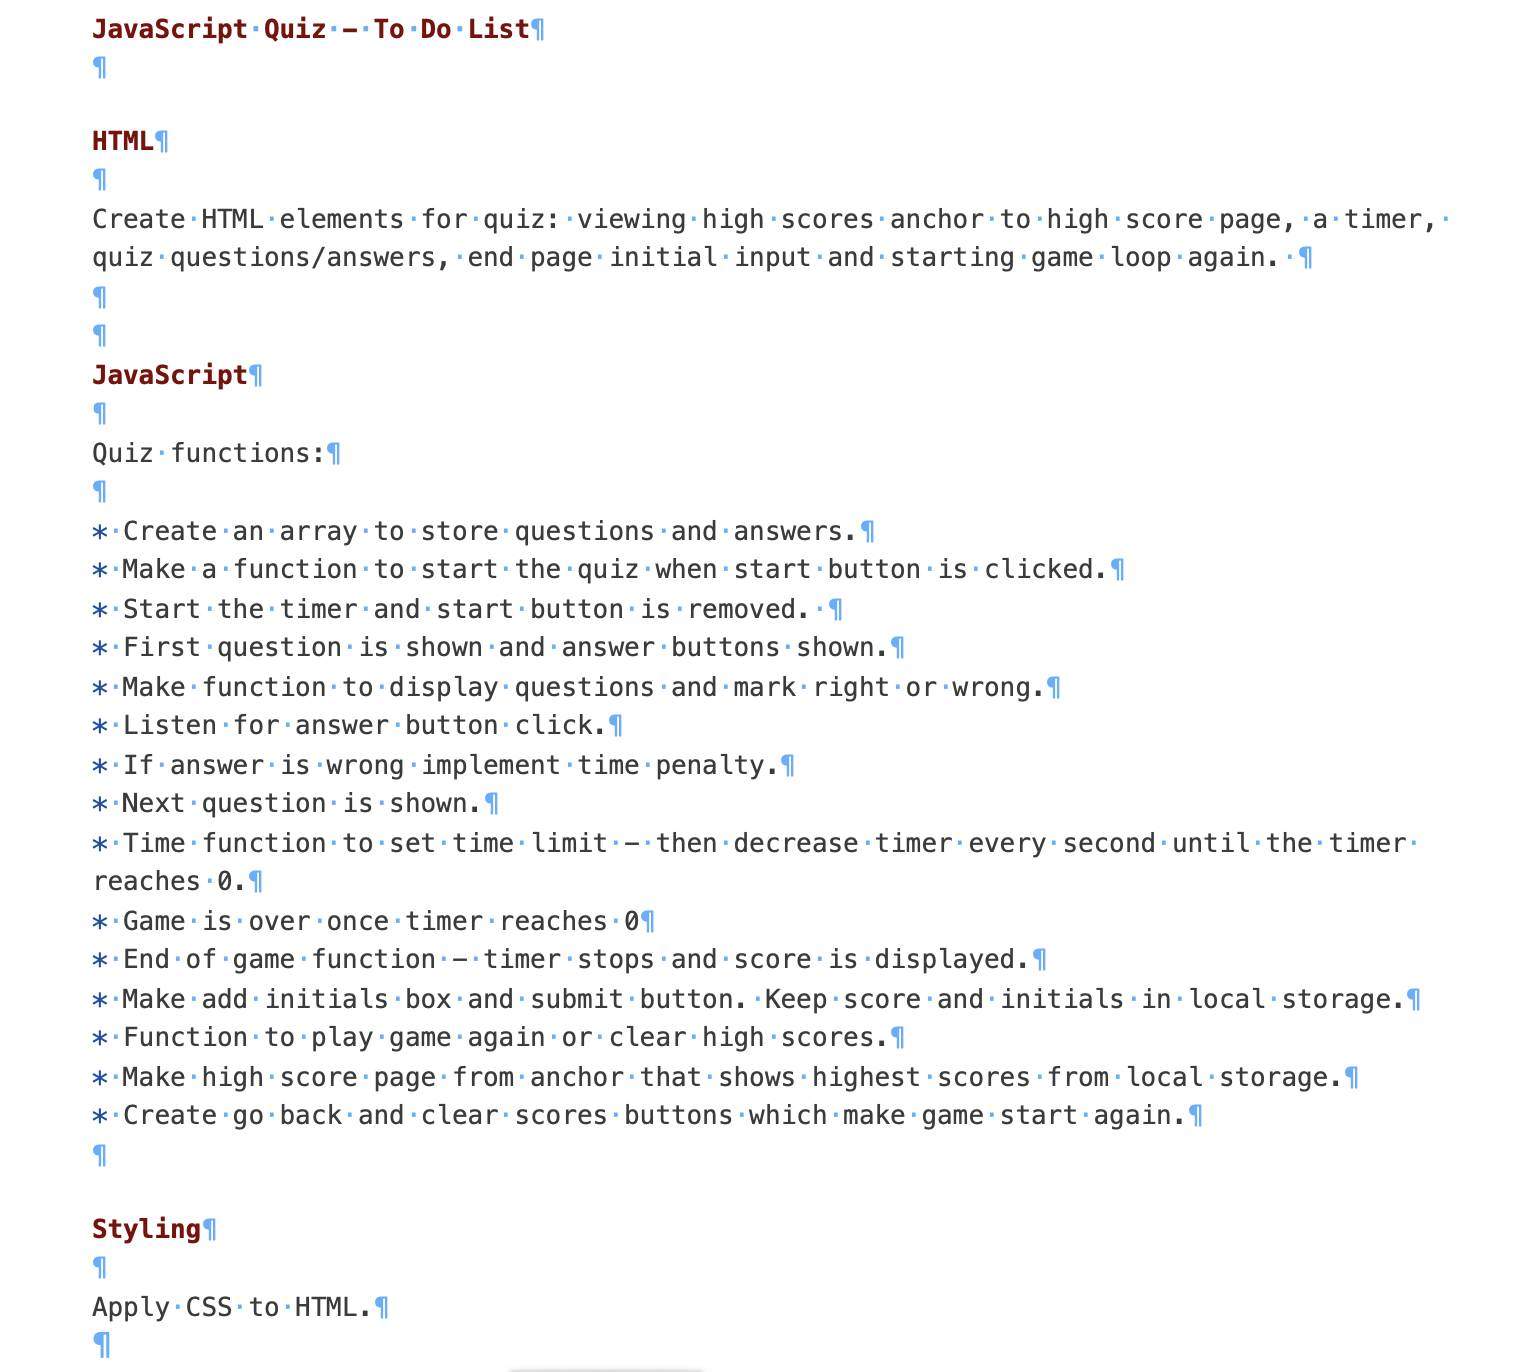 JavaScript Quiz - To Do List
HTML
Create HTML elements for quiz: viewing high scores anchor to high score page, a timer,
quiz questions/answers, end page initial input and starting game loop again.
JavaScript
Quiz functions:
* Create an array to store questions and answers.
* Make a function to start the quiz when start button is clicked.
* Start the timer and start button is removed.
* First question is shown and answer buttons shown.
* Make function to display questions and mark right or wrong.
* Listen for answer button click.
* If answer is wrong implement time penalty.
* Next question is shown.
* Time function to set time limit - then decrease timer every second until the timer
reaches 0.
* Game is over once timer reaches 0
* End of game function - timer stops and score is displayed.
* Make add initials box and submit button. Keep score and initials in local storage.
* Function to play game again or clear high scores.
* Make high score page from anchor that shows highest scores from local storage.
* Create go back and clear scores buttons which make game start again.
Styling
Apply CSS to HTML.